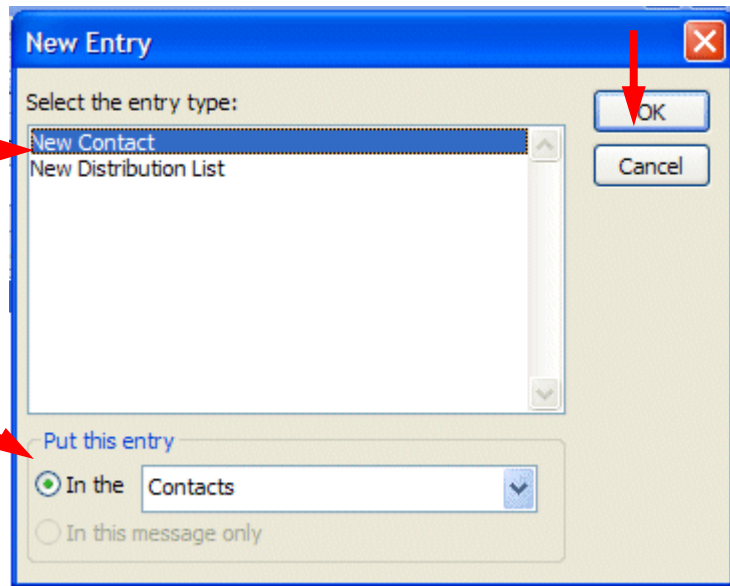 New Entry
Select the entry type:
New Contact
New Distribution List
OK
Cancel
Put this entry
In the Contacts
In this message only